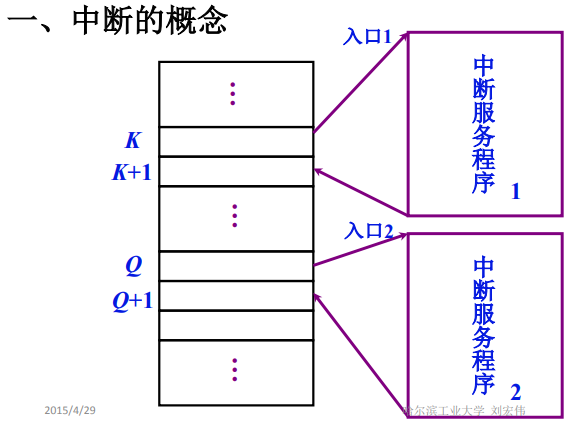 一、中断的概念
入口1
中断服务程序 1
K
K+1
入口2
Q
Q+1
中断服务程序 2
2015/4/29
哈尔滨工业大学 刘宏伟